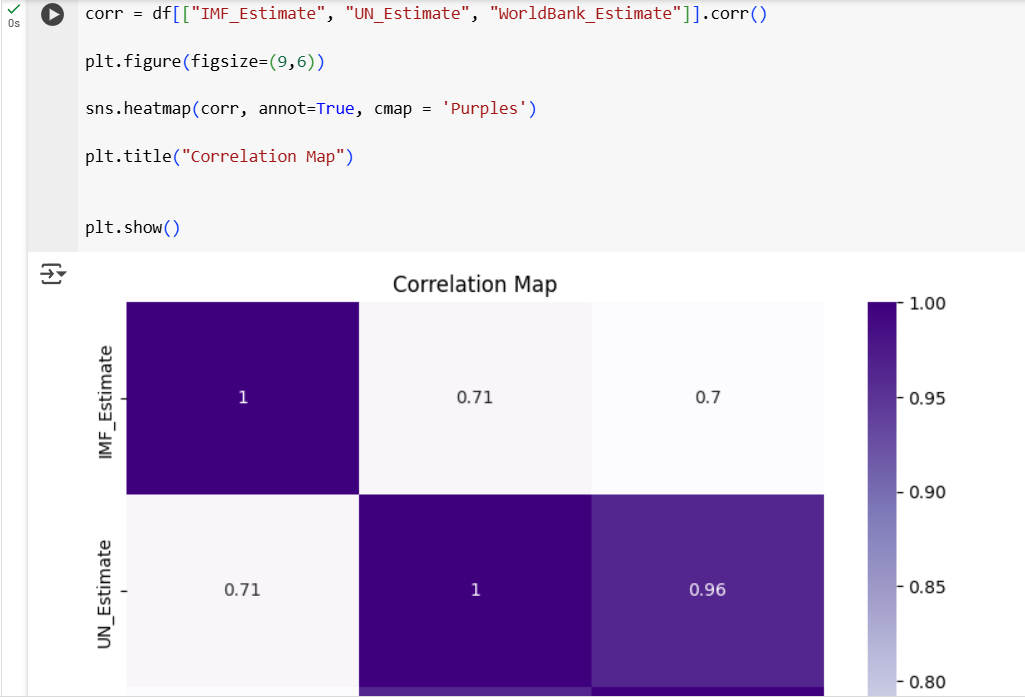 corr = df[["IMF_Estimate", "UN_Estimate", "WorldBank_Estimate"]].corr()
0s
plt.figure(figsize=(9,6))
sns.heatmap(corr, annot=True, cmap = 'Purples')
plt.title("Correlation Map")
plt.show()
Correlation Map
IMF_Estimate
1
0.71
0.7
UN_Estimate
0.71
1
0.96
1.00
0.95
0.90
0.85
0.80